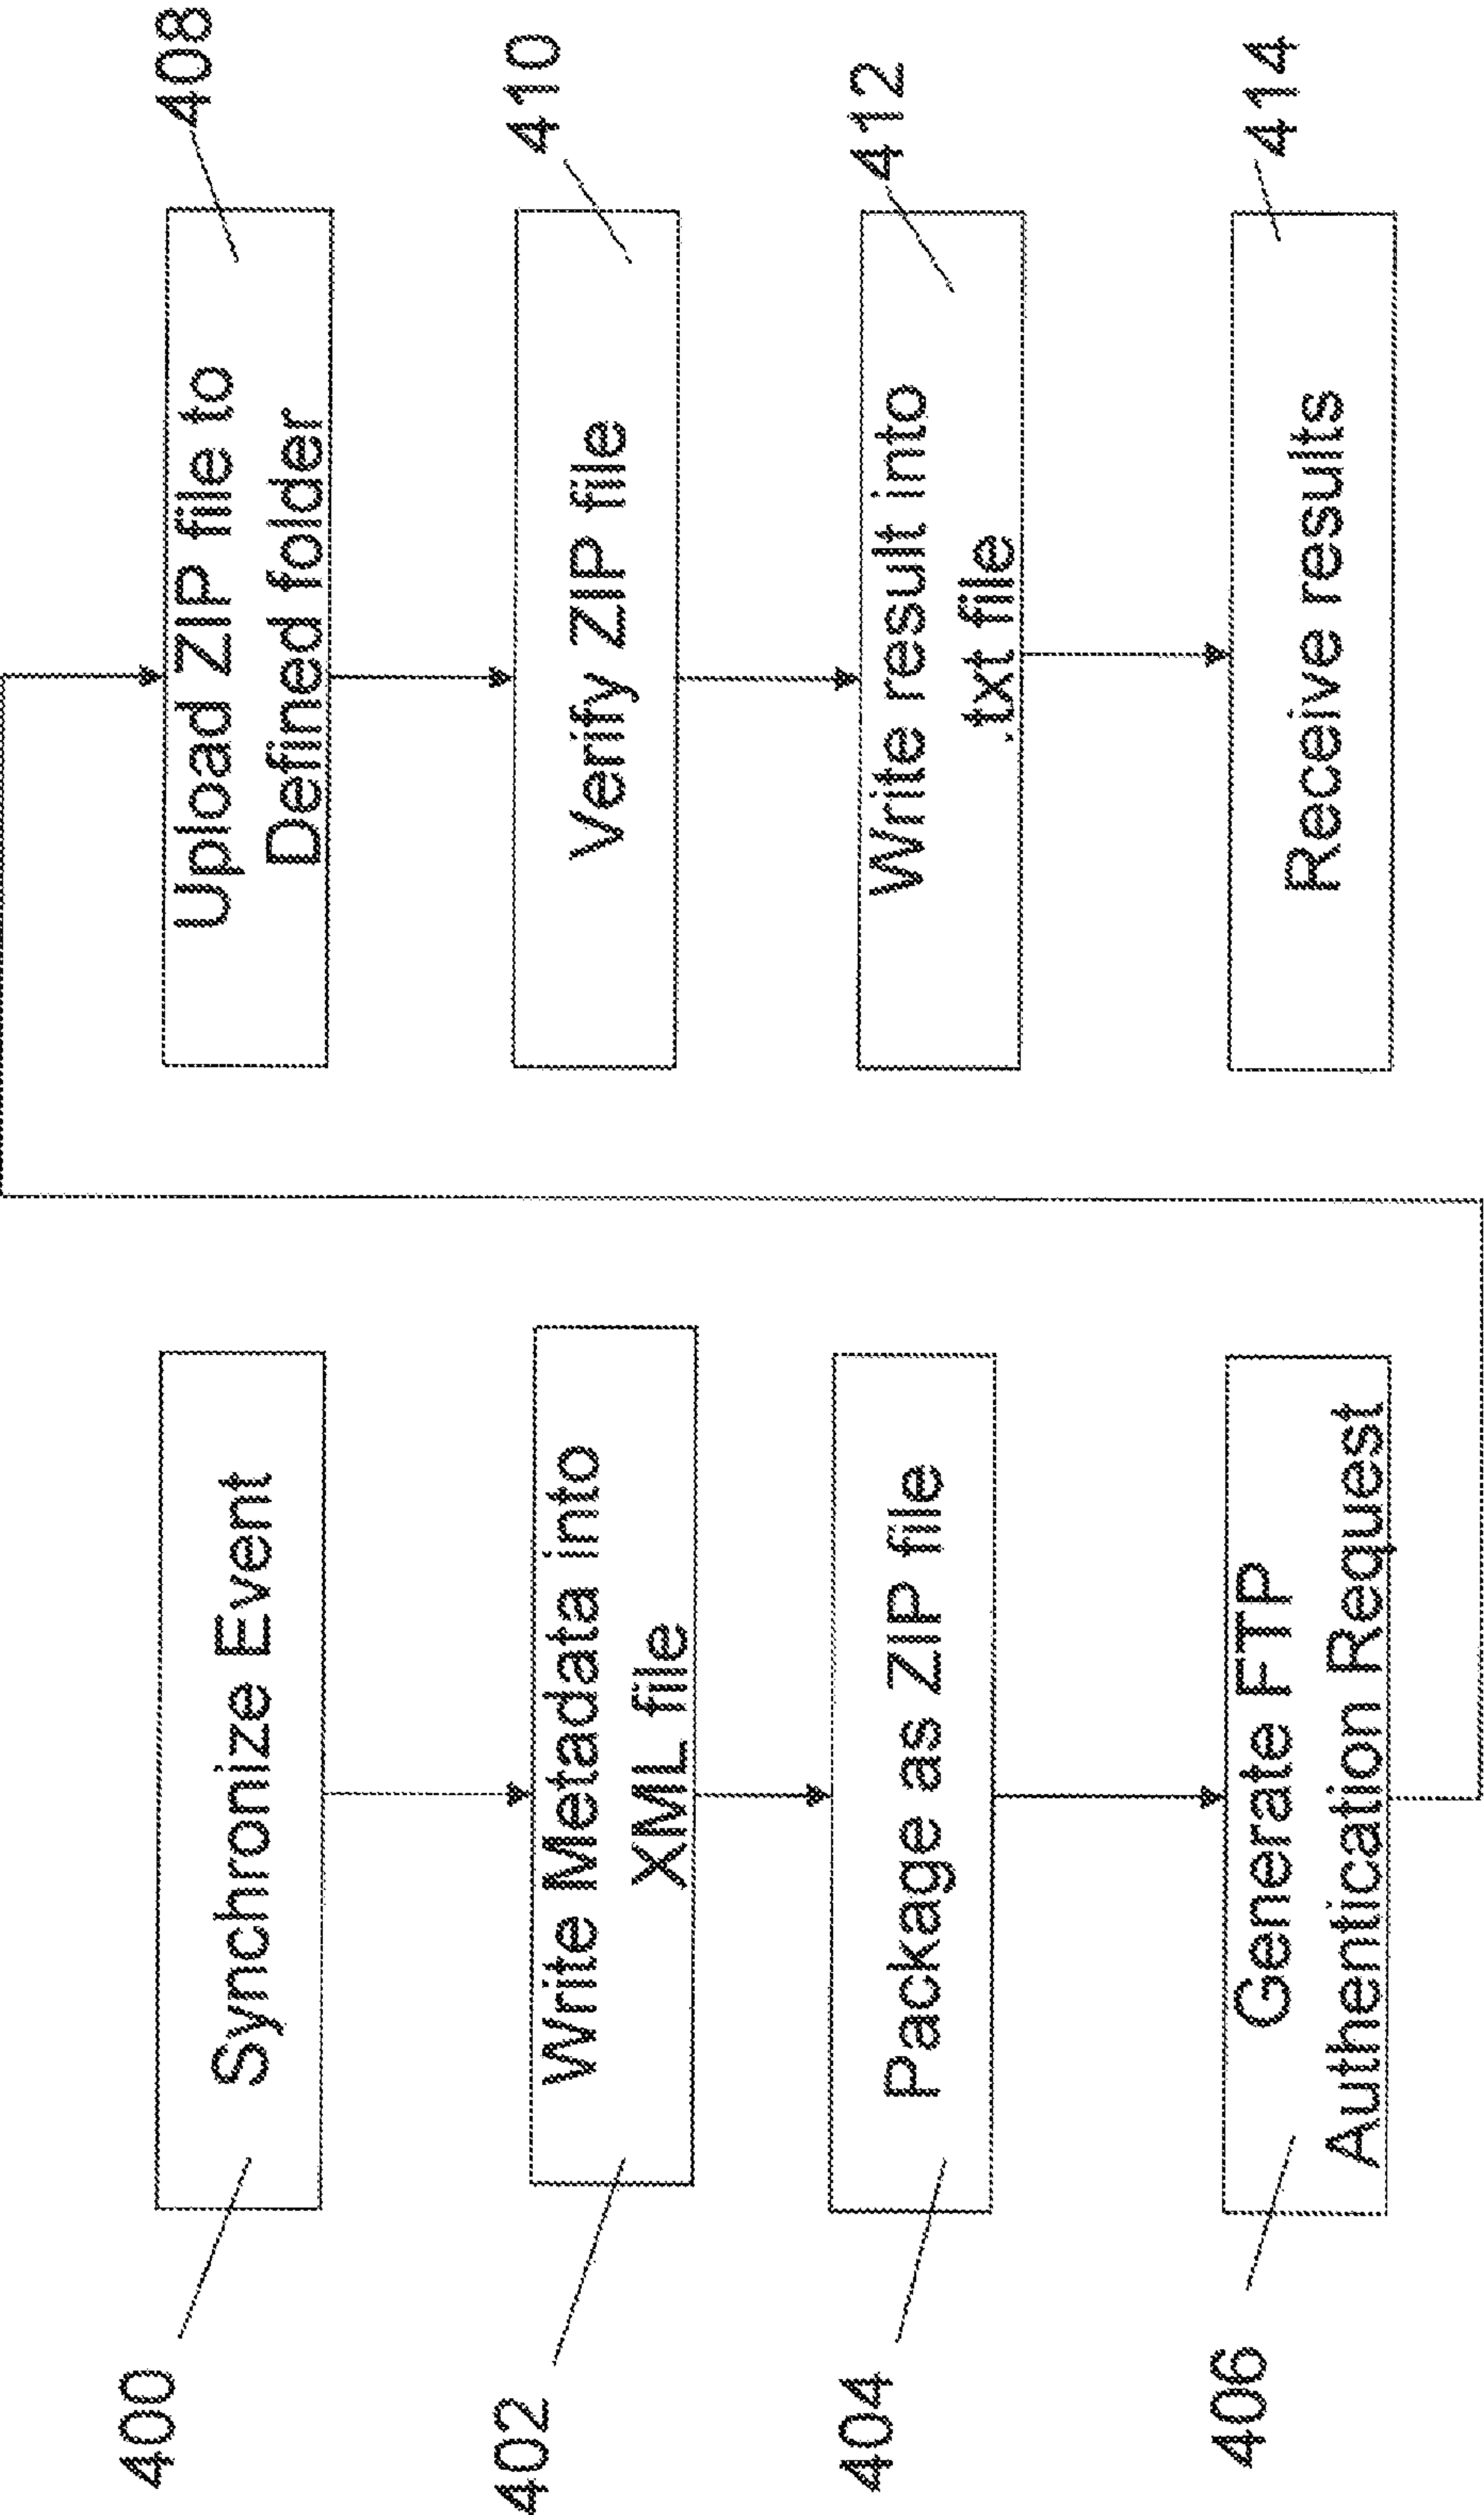 400
Synchronize Event
402
Write Metadata into
XML file
404
Package as ZIP file
406
Generate FTP
Authentication Request
408
Upload ZIP file to
Defined folder
410
Verify ZIP file
412
Write result into
.txt file
414
Receive results